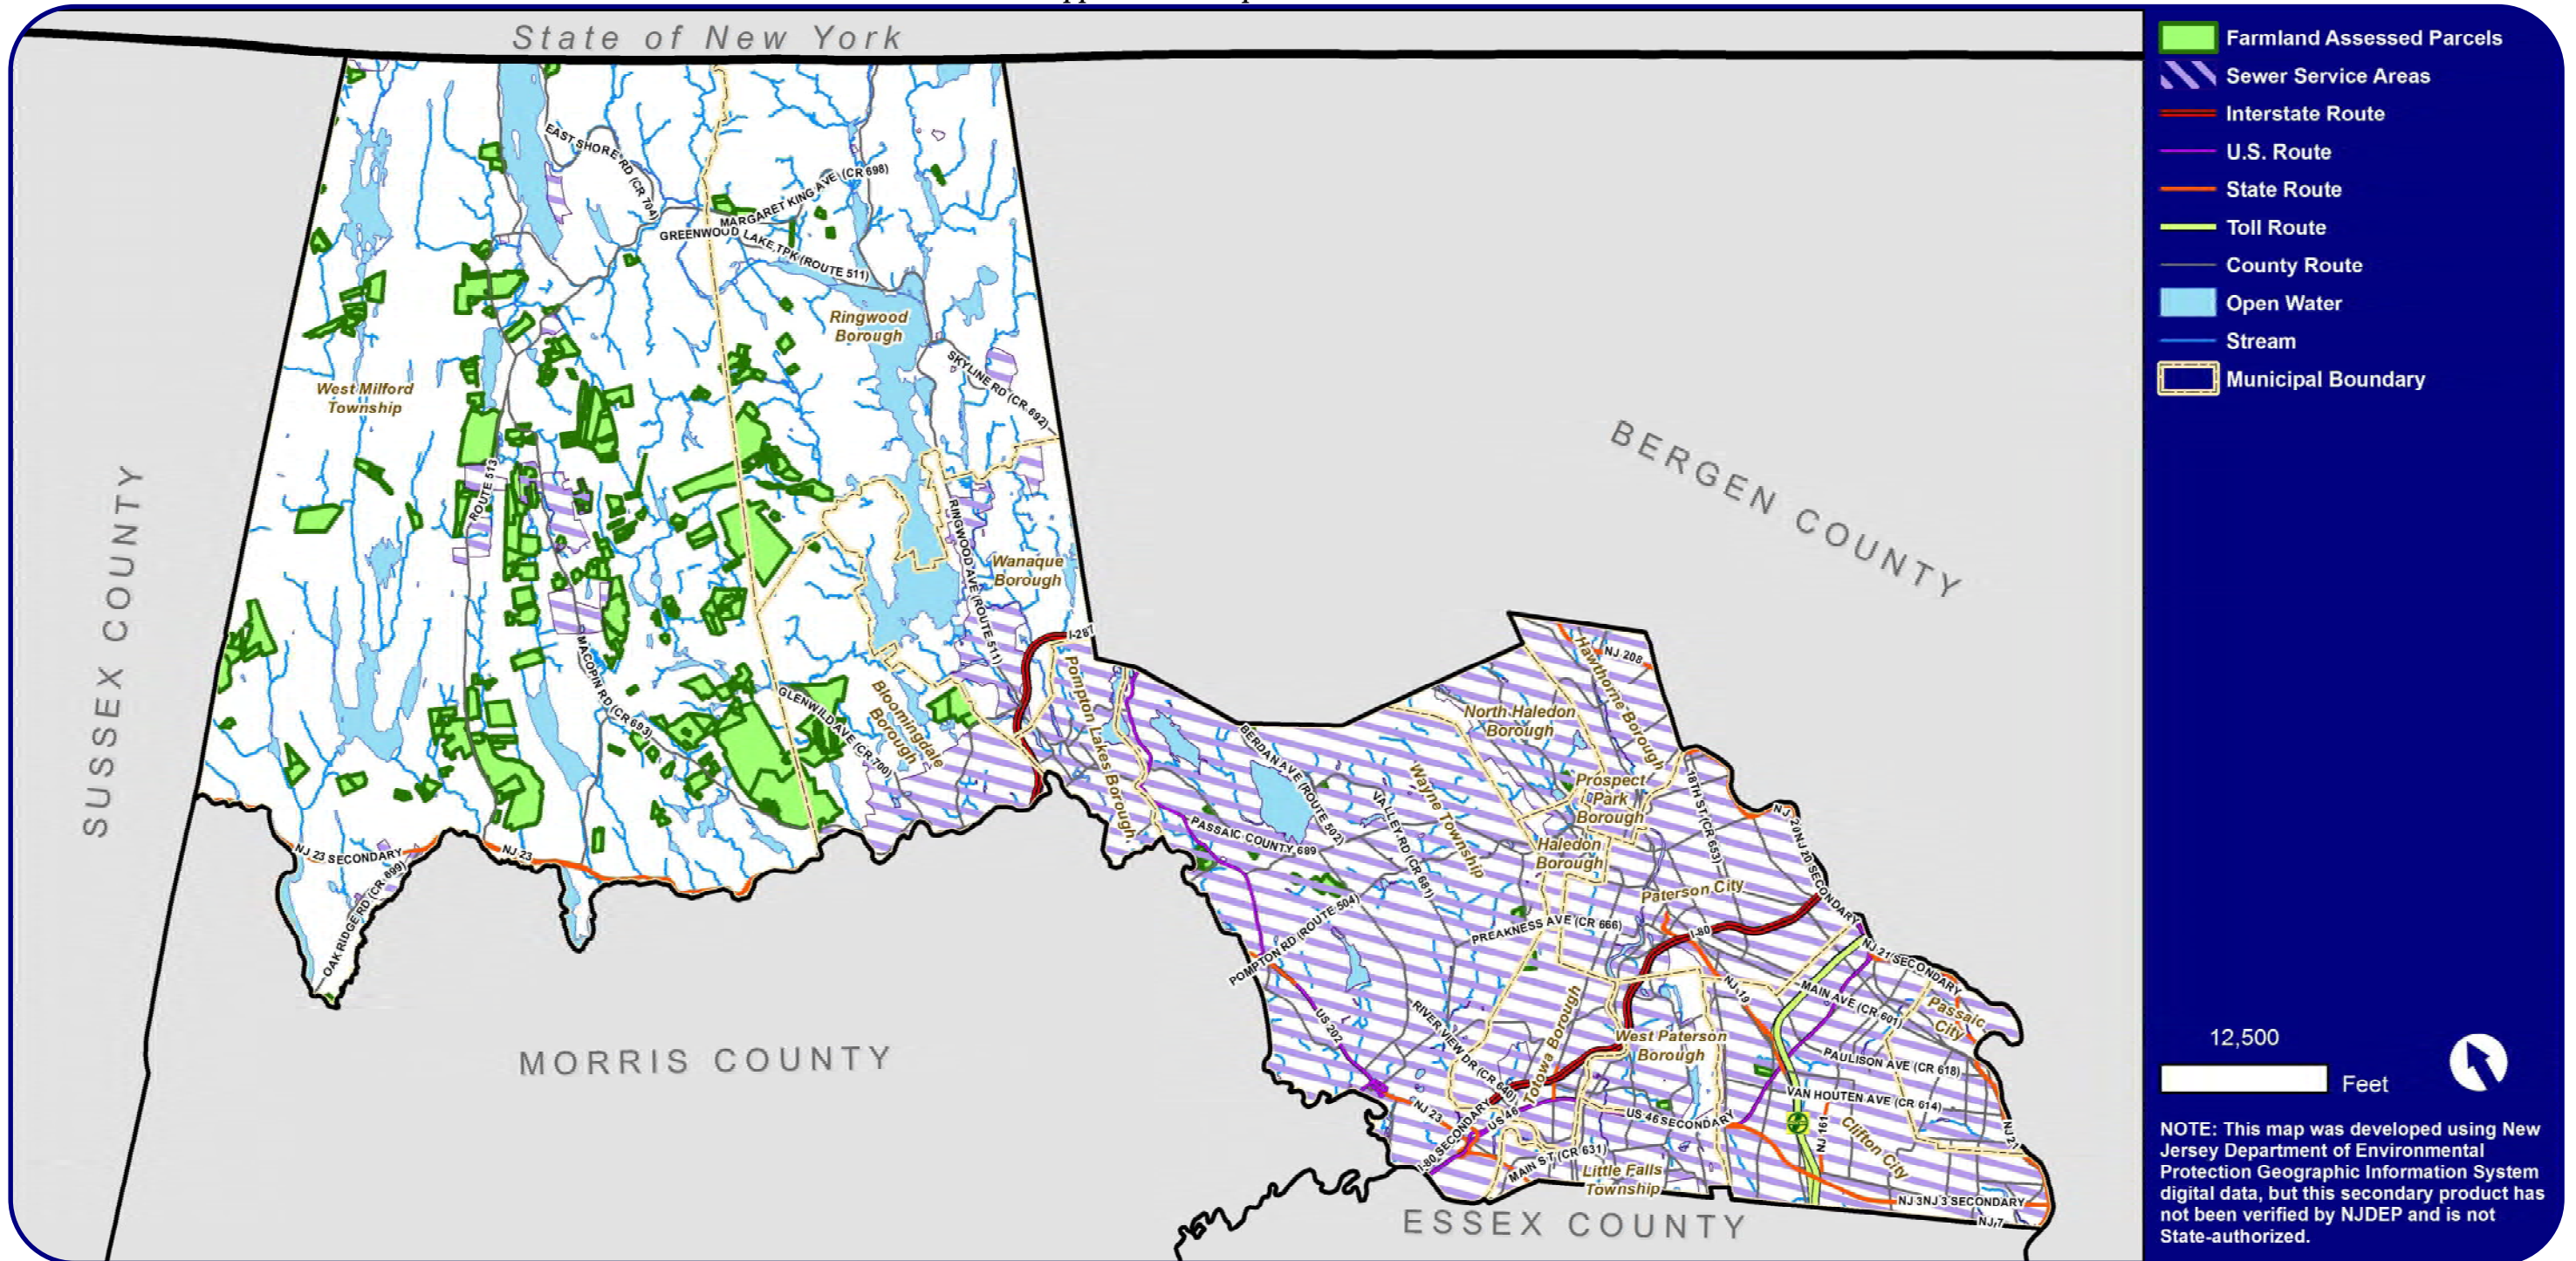 State of New York
EAST SHORE RD (CR 704)
MARGARET KING AVE (CR 698)
GREENWOOD LAKE TPK (ROUTE 511)
Ringwood
Borough
SKYLINE RD (CR 692)
West Milford
Township
ROUTE 513
RINGWOOD AVE (ROUTE 511)
Wanaque
Borough
I-287
MACOPIN RD (CR 693)
GLENWILD AVE (CR 700)
Bloomingdale
Borough
Pompton Lakes Borough
NJ 23 SECONDARY
NJ 23
OAK RIDGE RD (CR 699)
SUSSEX COUNTY
BERGEN COUNTY
MORRIS COUNTY
ESSEX COUNTY
Hawthorne Borough
NJ 208
North Haledon
Borough
BERDAN AVE (ROUTE 502)
VALLEY RD (CR 681)
Wayne Township
Prospect
Park
Borough
18TH ST (CR 653)
NJ 20
NJ 20 SECONDARY
PASSAIC COUNTY 689
Haledon
Borough
Paterson City
POMPTON RD (ROUTE 504)
PREAKNESS AVE (CR 666)
I-80
NJ 21 SECONDARY
NJ 19
MAIN AVE (CR 601)
Passaic
City
US 202
RIVER VIEW DR (CR 640)
Totowa Borough
West Paterson
Borough
PAULISON AVE (CR 618)
VAN HOUTEN AVE (CR 614)
NJ 23
I-80 SECONDARY
US 46
US 46 SECONDARY
NJ 161
Clifton City
NJ 21
MAIN ST (CR 631)
Little Falls
Township
NJ 3
NJ 3 SECONDARY
NJ 7
Farmland Assessed Parcels
Sewer Service Areas
Interstate Route
U.S. Route
State Route
Toll Route
County Route
Open Water
Stream
Municipal Boundary
12,500
Feet
NOTE: This map was developed using New
Jersey Department of Environmental
Protection Geographic Information System
digital data, but this secondary product has
not been verified by NJDEP and is not
State-authorized.